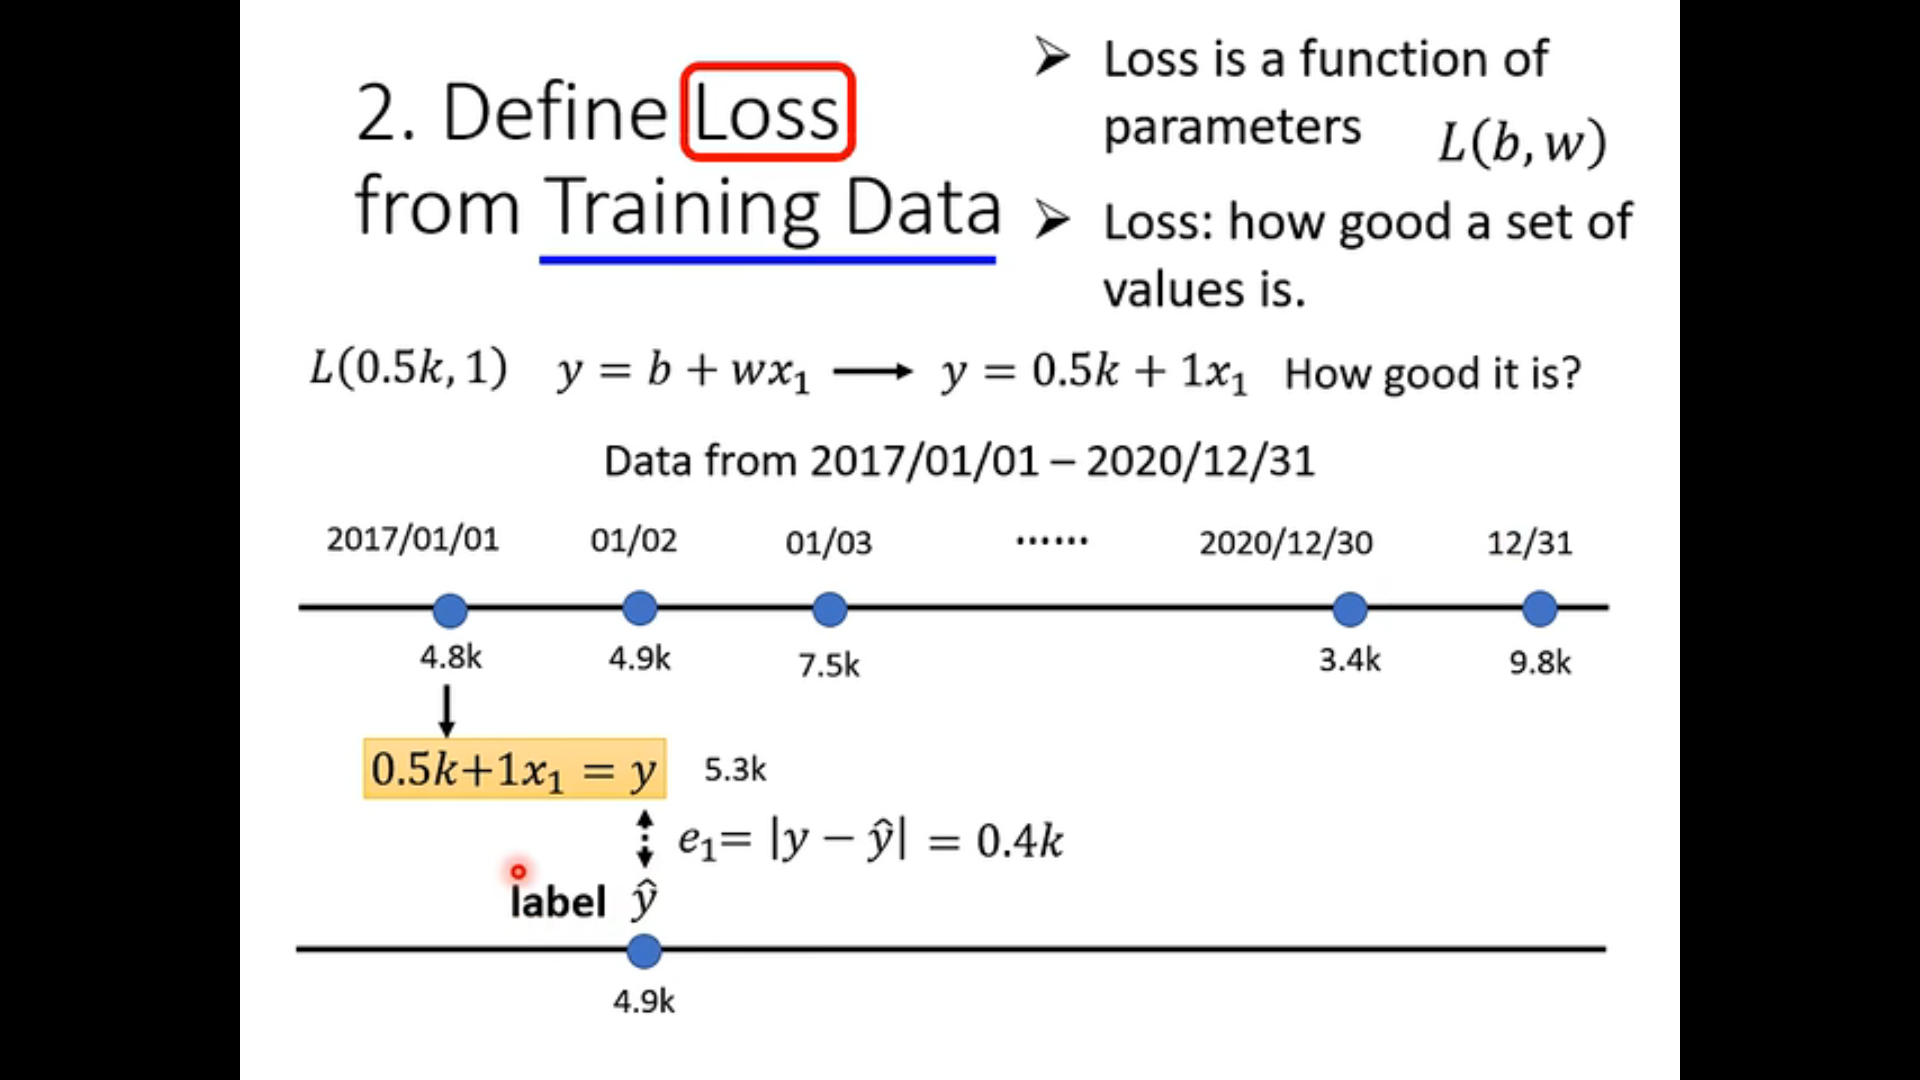 2. Define Loss
from Training Data
➢ Loss is a function of
parameters L(b, w)
➢ Loss: how good a set of
values is.
L(0.5k, 1) y = b + wx₁ ⟶ y = 0.5k + 1x₁ How good it is?
Data from 2017/01/01 – 2020/12/31
2017/01/01 01/02 01/03 …… 2020/12/30 12/31
4.8k 4.9k 7.5k 3.4k 9.8k
0.5k+1x₁ = y 5.3k
e₁= |y − ŷ| = 0.4k
label ŷ
4.9k